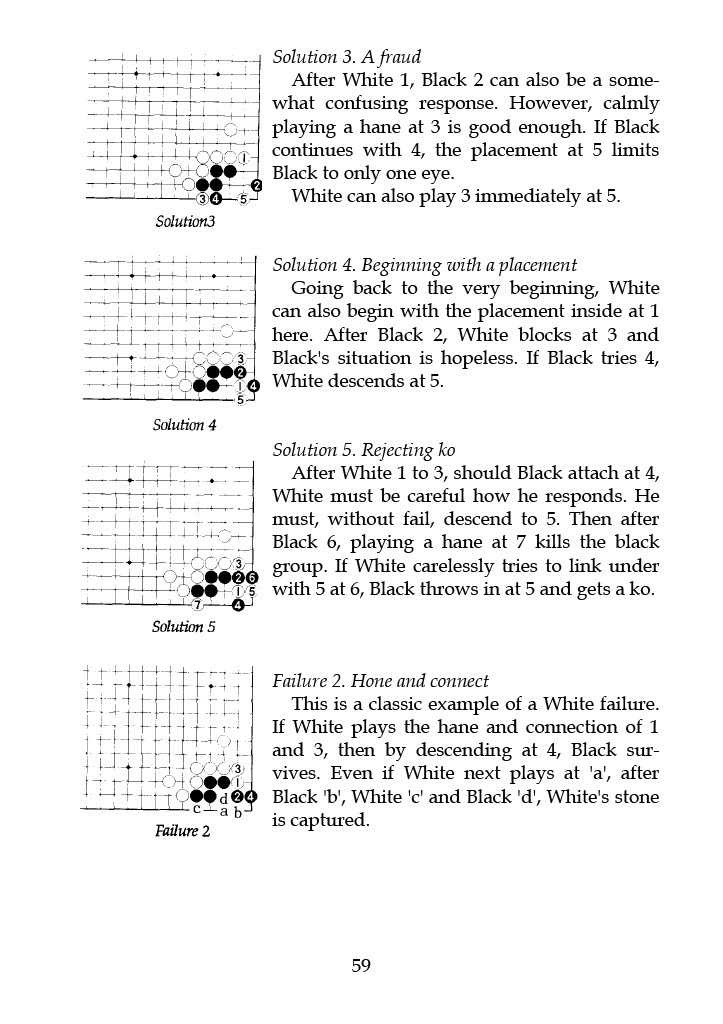 Solution 3. A fraud
After White 1, Black 2 can also be a some-
what confusing response. However, calmly
playing a hane at 3 is good enough. If Black
continues with 4, the placement at 5 limits
Black to only one eye.
White can also play 3 immediately at 5.
1
2
3 4 5
Solution3
Solution 4. Beginning with a placement
Going back to the very beginning, White
can also begin with the placement inside at 1
here. After Black 2, White blocks at 3 and
Black's situation is hopeless. If Black tries 4,
White descends at 5.
3
2
1 4
5
Solution 4
Solution 5. Rejecting ko
After White 1 to 3, should Black attach at 4,
White must be careful how he responds. He
must, without fail, descend to 5. Then after
Black 6, playing a hane at 7 kills the black
group. If White carelessly tries to link under
with 5 at 6, Black throws in at 5 and gets a ko.
3
2 6
1 5
7 4
Solution 5
Failure 2. Hone and connect
This is a classic example of a White failure.
If White plays the hane and connection of 1
and 3, then by descending at 4, Black sur-
vives. Even if White next plays at 'a', after
Black 'b', White 'c' and Black 'd', White's stone
is captured.
3
1
d 2 4
c a b
Failure 2
59